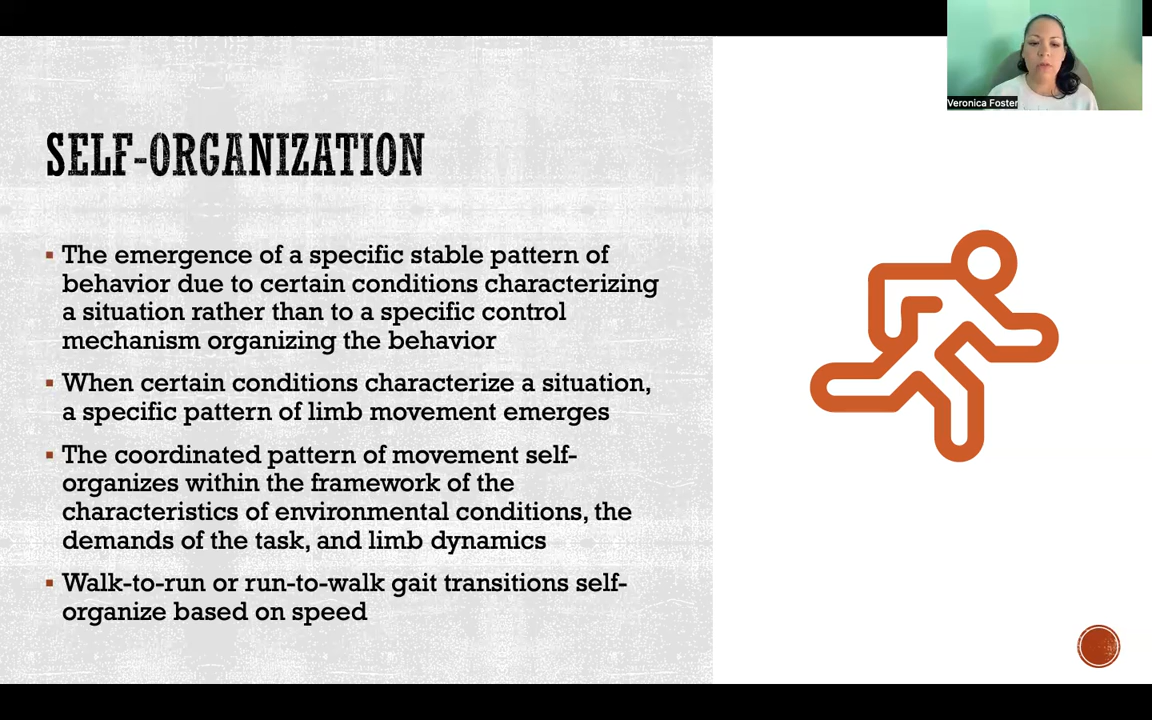 Veronica Foster
SELF-ORGANIZATION
▪ The emergence of a specific stable pattern of
behavior due to certain conditions characterizing
a situation rather than to a specific control
mechanism organizing the behavior
▪ When certain conditions characterize a situation,
a specific pattern of limb movement emerges
▪ The coordinated pattern of movement self-
organizes within the framework of the
characteristics of environmental conditions, the
demands of the task, and limb dynamics
▪ Walk-to-run or run-to-walk gait transitions self-
organize based on speed